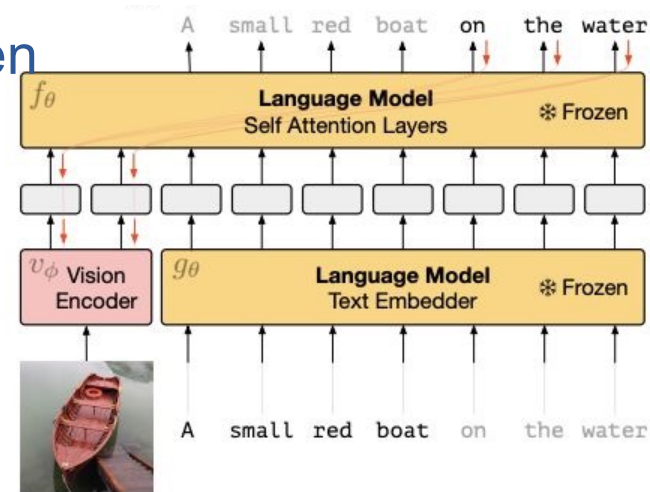 A small red boat on the water
en
fθ
Language Model
Self Attention Layers
❄ Frozen
vϕ Vision
Encoder
gθ
Language Model
Text Embedder
❄ Frozen
A small red boat on the water